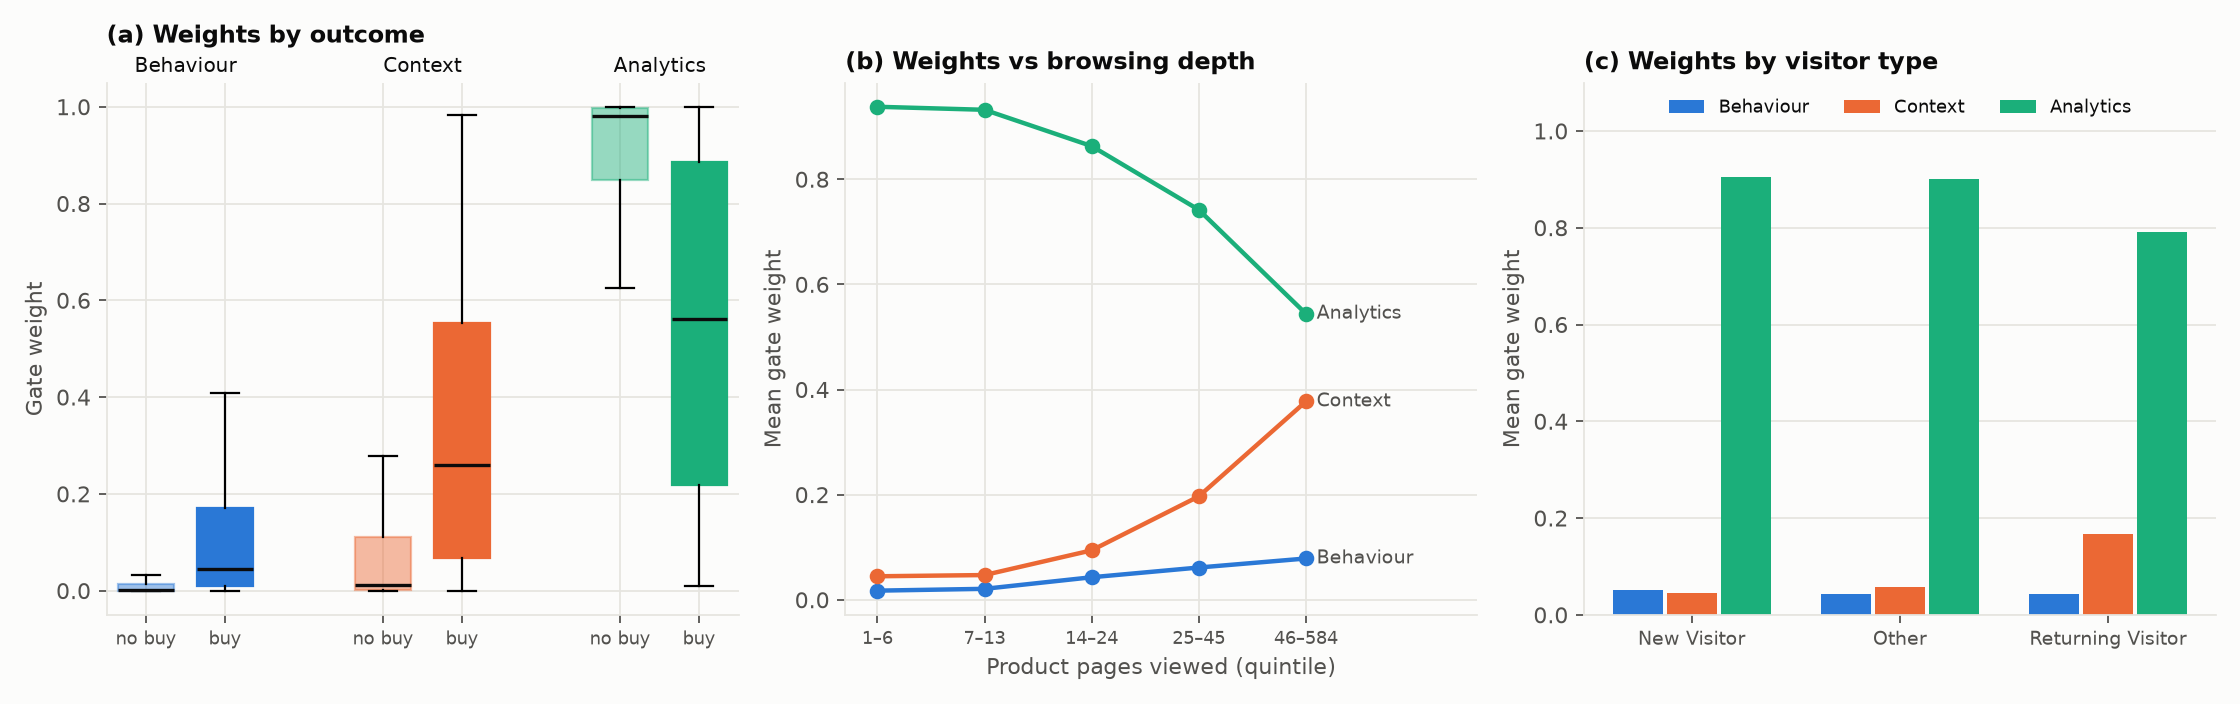 (a) Weights by outcome
Behaviour Context Analytics
Gate weight
1.0
0.8
0.6
0.4
0.2
0.0
no buy buy no buy buy no buy buy
(b) Weights vs browsing depth
Mean gate weight
0.8
0.6
0.4
0.2
0.0
Analytics
Context
Behaviour
1–6 7–13 14–24 25–45 46–584
Product pages viewed (quintile)
(c) Weights by visitor type
Behaviour Context Analytics
Mean gate weight
1.0
0.8
0.6
0.4
0.2
0.0
New Visitor Other Returning Visitor